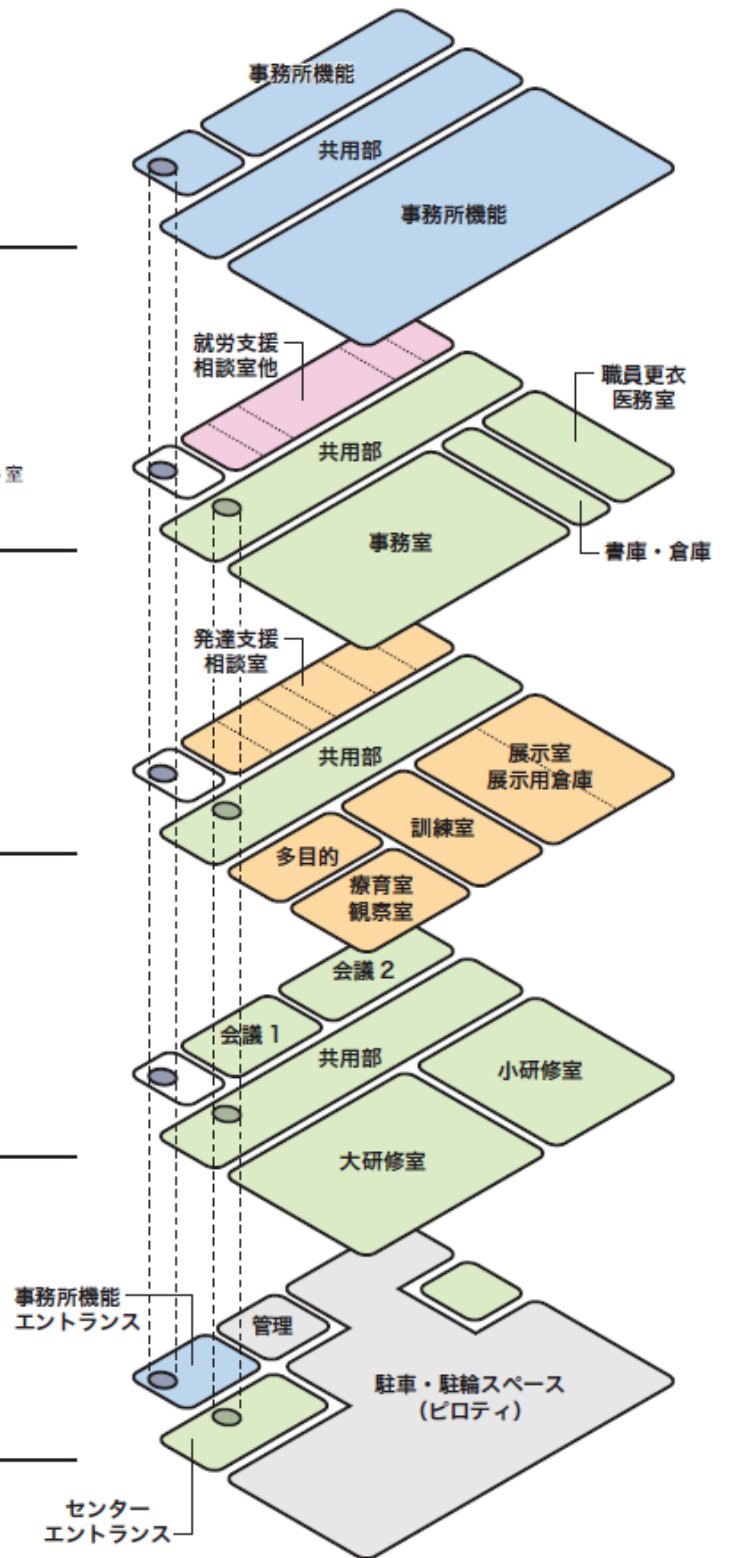 事務所機能
共用部
事務所機能
就労支援
相談室他
職員更衣
医務室
共用部
室
事務室
書庫・倉庫
発達支援
相談室
共用部
展示室
展示用倉庫
訓練室
多目的
療育室
観察室
会議 2
会議 1
共用部
小研修室
大研修室
事務所機能
エントランス
管理
駐車・駐輪スペース
（ピロティ）
センター
エントランス